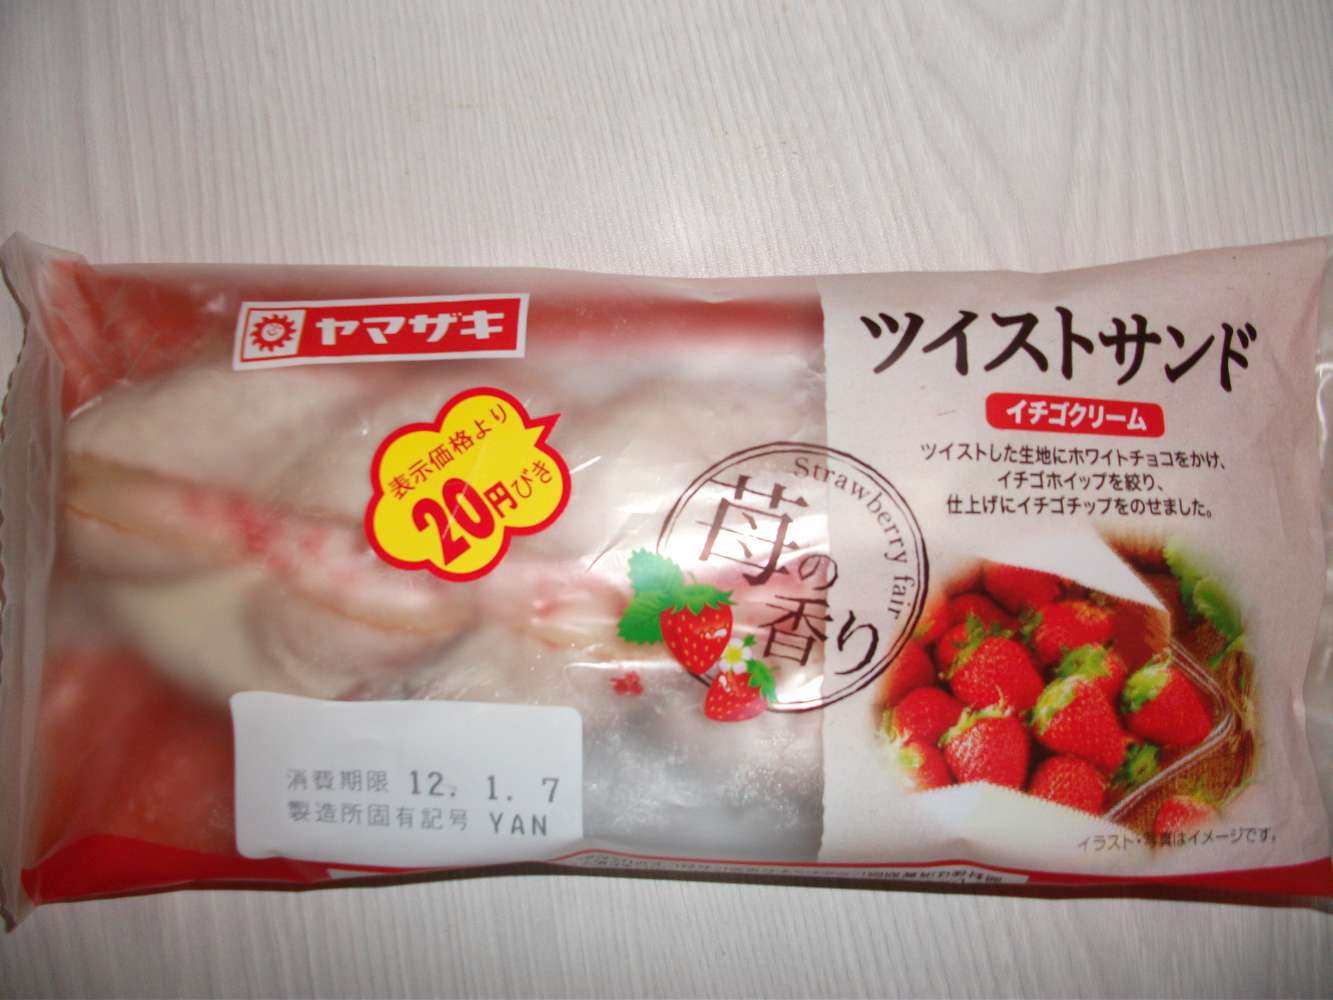 ヤマザキ
表示価格より
20円びき
Strawberry fair
苺の
香り
ツイストサンド
イチゴクリーム
ツイストした生地にホワイトチョコをかけ、
イチゴホイップを絞り、
仕上げにイチゴチップをのせました。
イラスト・写真はイメージです。
消費期限 12. 1. 7
製造所固有記号 YAN